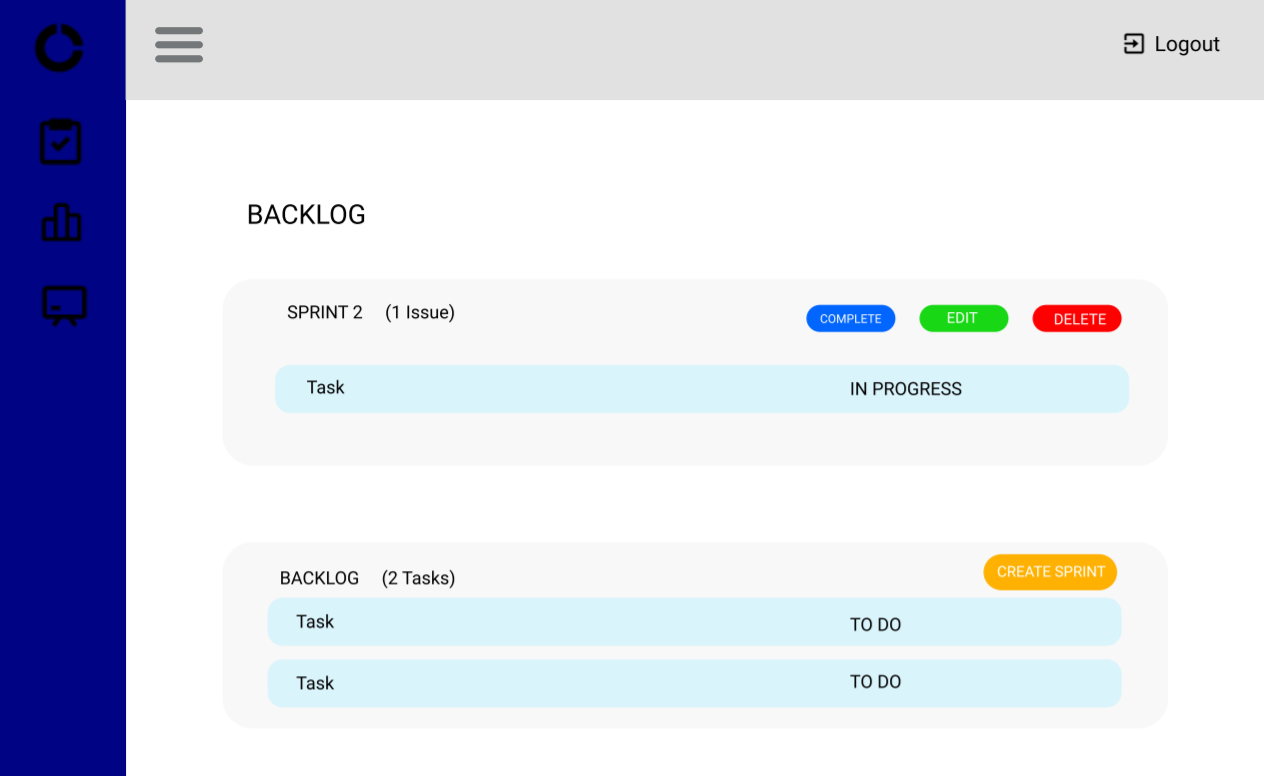 Logout
BACKLOG
SPRINT 2 (1 Issue) COMPLETE EDIT DELETE
Task IN PROGRESS
BACKLOG (2 Tasks) CREATE SPRINT
Task TO DO
Task TO DO